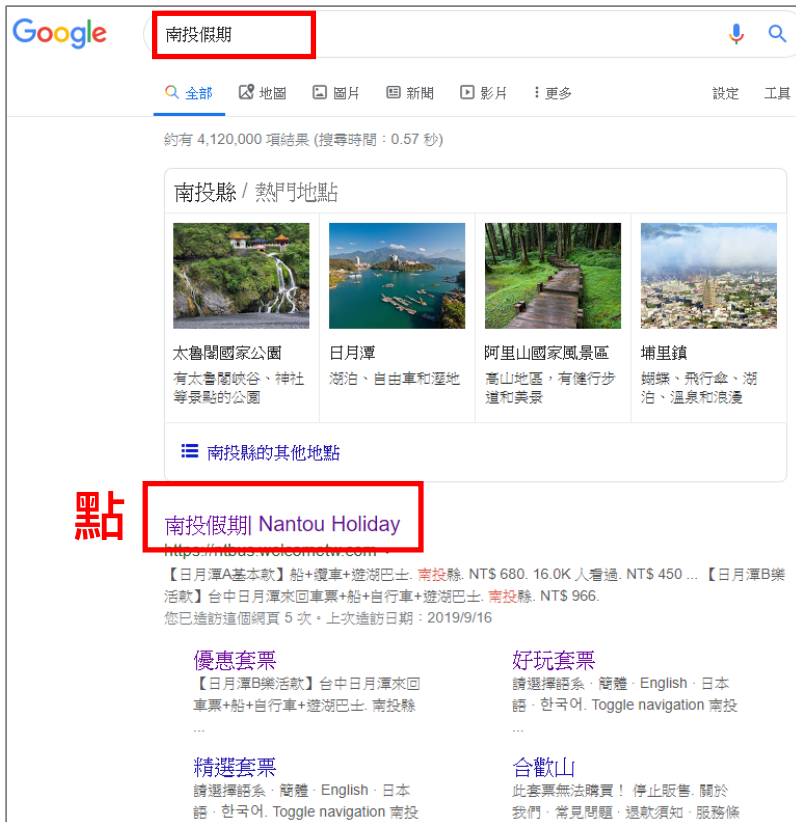 Google
南投假期
全部
地圖
圖片
新聞
影片
更多
設定
工具
約有 4,120,000 項結果 (搜尋時間：0.57 秒)
南投縣 / 熱門地點
太魯閣國家公園
有太魯閣峽谷、神社
等景點的公園
日月潭
湖泊、自由車和溼地
阿里山國家風景區
高山地區，有健行步
道和美景
埔里鎮
蝴蝶、飛行傘、湖
泊、溫泉和浪漫
南投縣的其他地點
點
南投假期| Nantou Holiday
https://ntbus.welcometw.com
【日月潭A基本款】船+纜車+遊湖巴士. 南投縣. NT$ 680. 16.0K 人看過. NT$ 450 ... 【日月潭B樂
活款】台中日月潭來回車票+船+自行車+遊湖巴士. 南投縣. NT$ 966.
您已造訪這個網頁 5 次。上次造訪日期：2019/9/16
優惠套票
【日月潭B樂活款】台中日月潭來回
車票+船+自行車+遊湖巴士. 南投縣
...
好玩套票
請選擇語系 · 簡體 · English · 日本
語 · 한국어. Toggle navigation 南投
...
精選套票
請選擇語系 · 簡體 · English · 日本
語 · 한국어. Toggle navigation 南投
合歡山
此套票無法購買！ 停止販售. 關於
我們 · 常見問題 · 退款須知 · 服務條